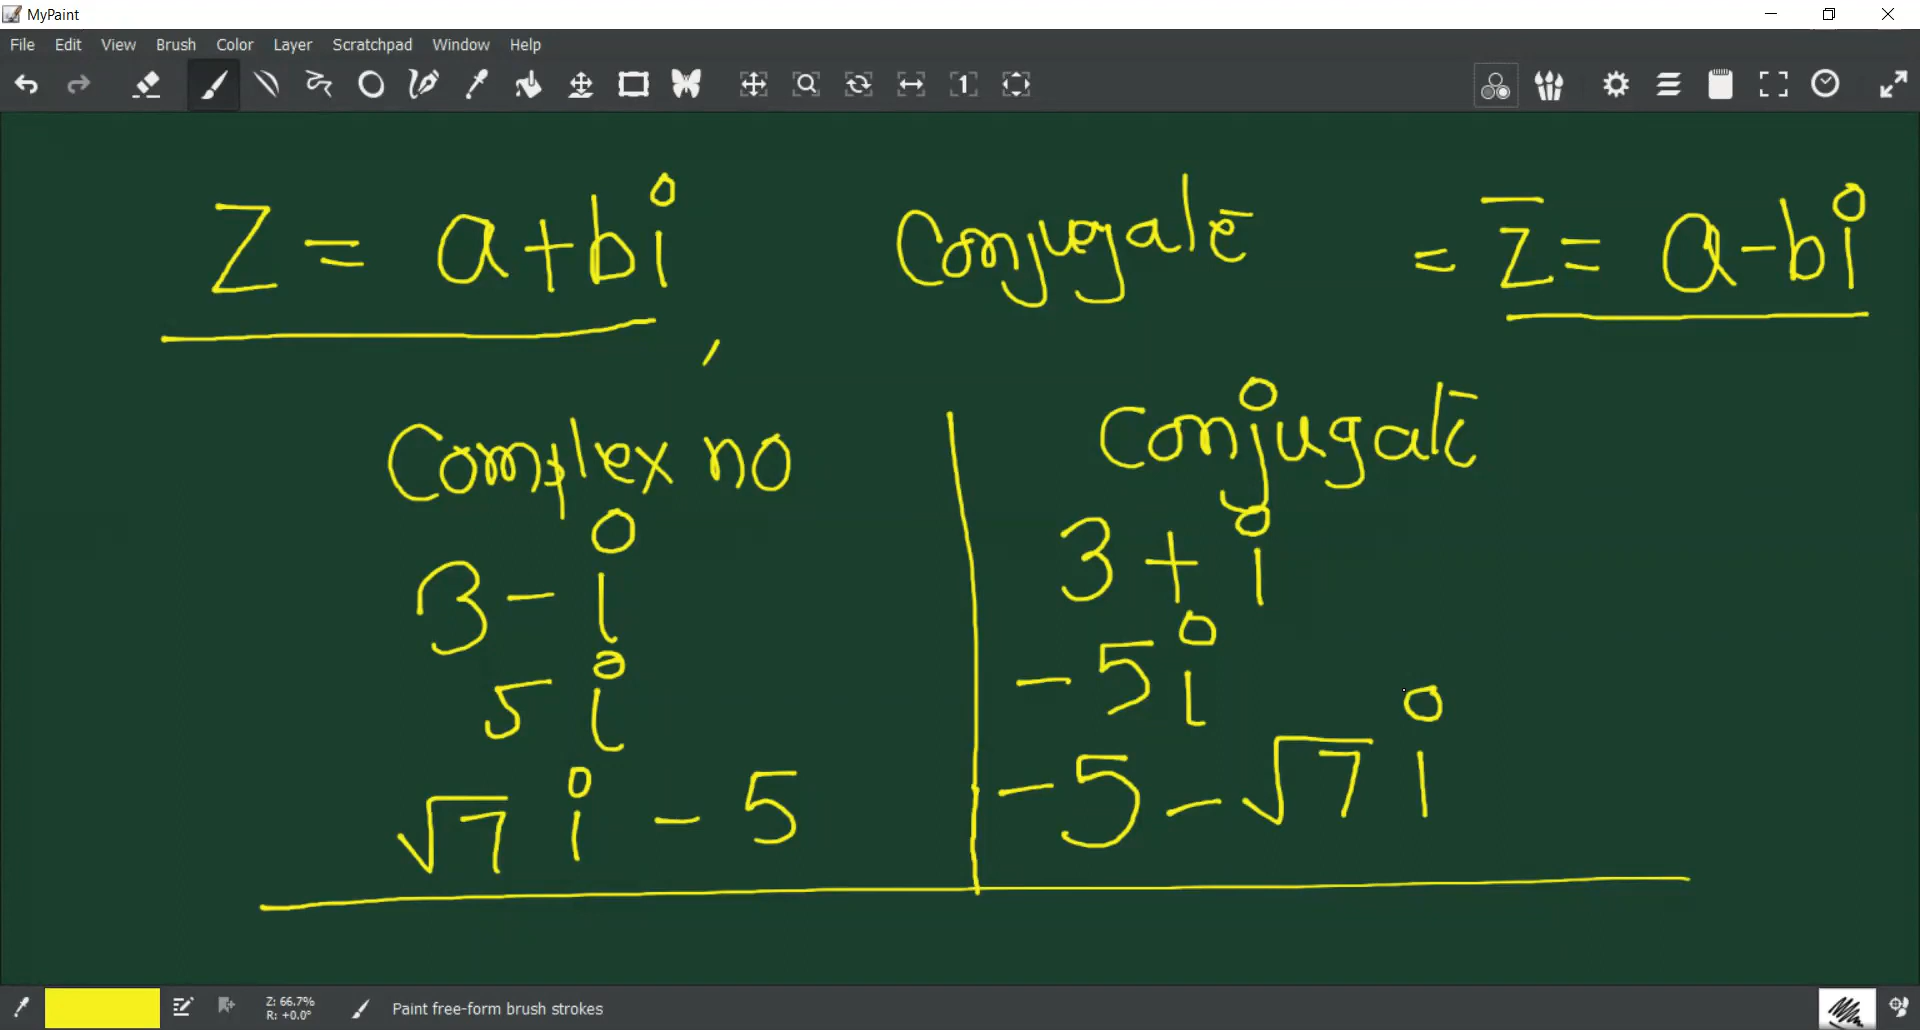 MyPaint
File Edit View Brush Color Layer Scratchpad Window Help
1
Z = a+bi Conjugate = z̅ = a-bi
,
Complex no Conjugate
3 - i 3 + i
5i -5i
√7 i - 5 -5 - √7 i
Z: 66.7%
R: +0.0°
Paint free-form brush strokes